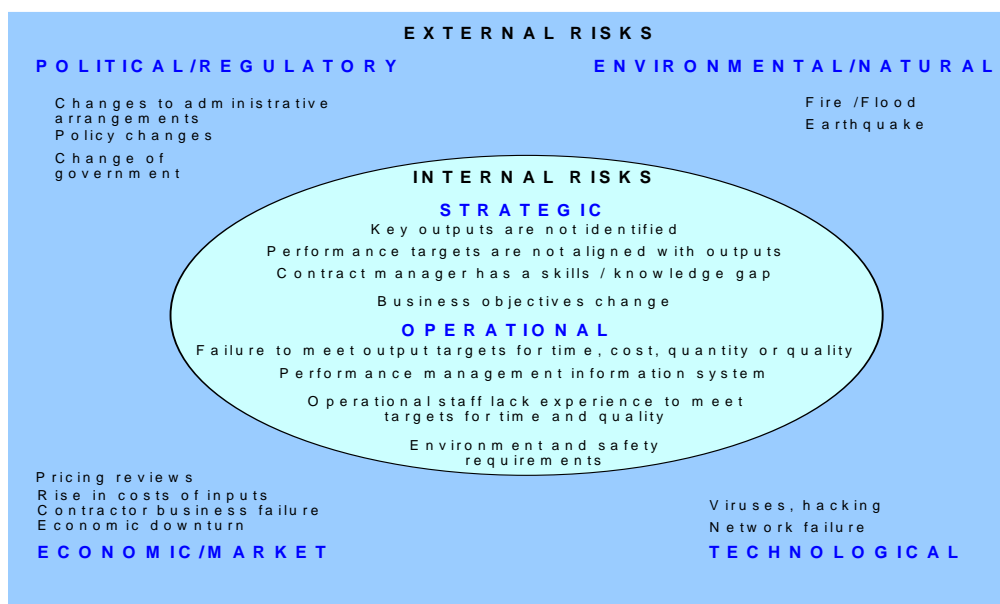 EXTERNAL RISKS
POLITICAL/REGULATORY
ENVIRONMENTAL/NATURAL
Changes to administrative
arrangements
Policy changes
Change of
government
Fire /Flood
Earthquake
INTERNAL RISKS
STRATEGIC
Key outputs are not identified
Performance targets are not aligned with outputs
Contract manager has a skills / knowledge gap
Business objectives change
OPERATIONAL
Failure to meet output targets for time, cost, quantity or quality
Performance management information system
Operational staff lack experience to meet
targets for time and quality
Environment and safety
requirements
Pricing reviews
Rise in costs of inputs
Contractor business failure
Economic downturn
ECONOMIC/MARKET
Viruses, hacking
Network failure
TECHNOLOGICAL